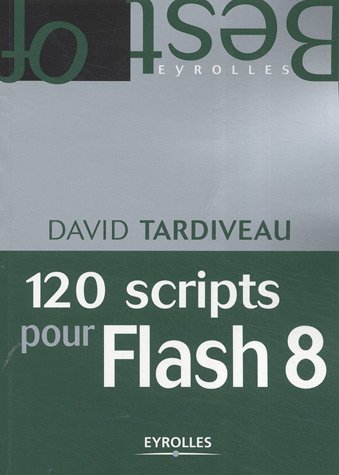 Best of
EYROLLES
DAVID TARDIVEAU
120 scripts
pour Flash 8
EYROLLES